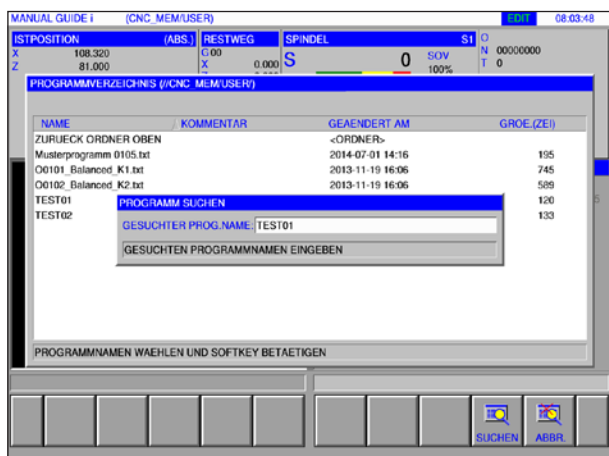 MANUAL GUIDE i (CNC_MEM/USER) EDIT 08:03:48
ISTPOSITION (ABS.) RESTWEG SPINDEL S1 O
X 108.320 G00 S 0 SOV N 00000000
Z 81.000 X 0.000 100% T 0
PROGRAMMVERZEICHNIS (//CNC_MEM/USER/)
NAME KOMMENTAR GEAENDERT AM GROE.(ZEI)
ZURUECK ORDNER OBEN <ORDNER>
Musterprogramm 0105.txt 2014-07-01 14:16 195
O0101_Balanced_K1.txt 2013-11-19 16:06 745
O0102_Balanced_K2.txt 2013-11-19 16:06 589
TEST01 120
TEST02 133
PROGRAMM SUCHEN
GESUCHTER PROG.NAME: TEST01
GESUCHTEN PROGRAMMNAMEN EINGEBEN
PROGRAMMNAMEN WAEHLEN UND SOFTKEY BETAETIGEN
SUCHEN ABBR.